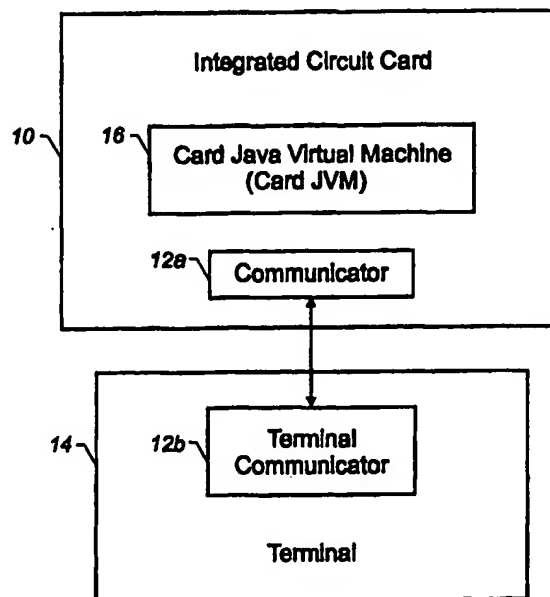 Integrated Circuit Card
10
16
Card Java Virtual Machine
(Card JVM)
12a
Communicator
14
12b
Terminal
Communicator
Terminal